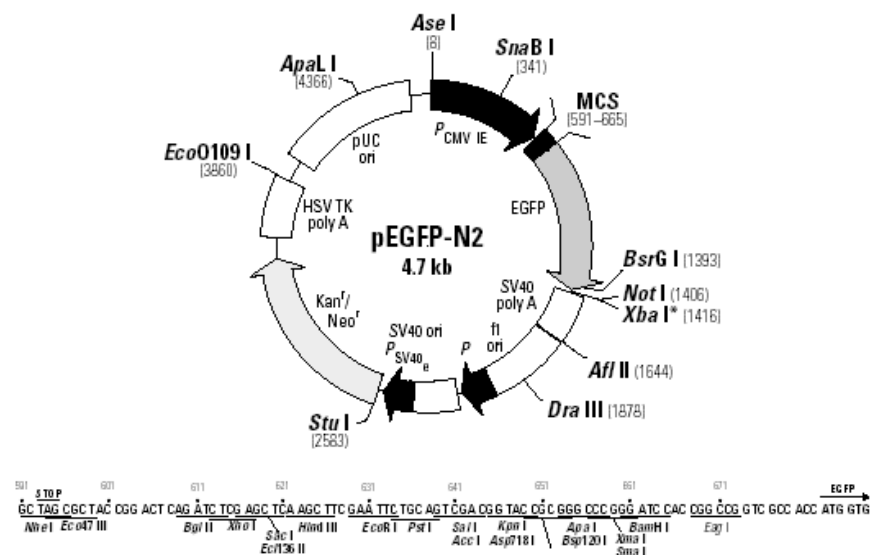 Ase I
(8)
SnaB I
(341)
ApaL I
(4366)
MCS
(591–665)
P CMV IE
pUC
ori
EcoO109 I
(3860)
HSV TK
poly A
EGFP
pEGFP-N2
4.7 kb
BsrG I (1393)
Not I (1406)
Xba I* (1416)
SV40
poly A
Kanr/
Neor
SV40 ori
P SV40e
f1
ori
P
Afl II (1644)
Dra III (1878)
Stu I
(2583)
591 601 611 621 631 641 651 661 671
STOP EGFP
GC TAG CGCTAC CGG ACT CAG ATC TCG AGC TCA AGC TTC GAA TTC TGC AGT CGA CGG TAC CGC GGG CCC GGG ATC CAC CGG CCG GTC GCC ACC ATG GTG
Nhe I Eco47 III Bgl II Xho I Hind III EcoR I Pst I Sal I Kpn I Apa I BamH I Eag I
Sac I Acc I Asp718 I Bsp120 I Xma I
Ecl136 II Sma I